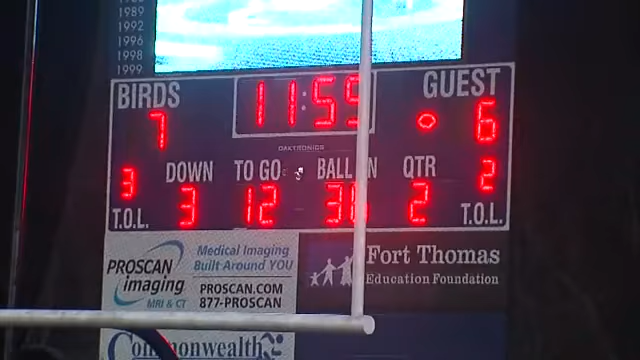 1989
1992
1996
1998
1999
BIRDS 11:55 GUEST
7 6
DAKTRONICS
DOWN TO GO BALL ON QTR
3 3 12 36 2 2
T.O.L. T.O.L.
PROSCAN
imaging
MRI & CT
Medical Imaging
Built Around YOU
PROSCAN.COM
877-PROSCAN
Fort Thomas
Education Foundation
Commonwealth